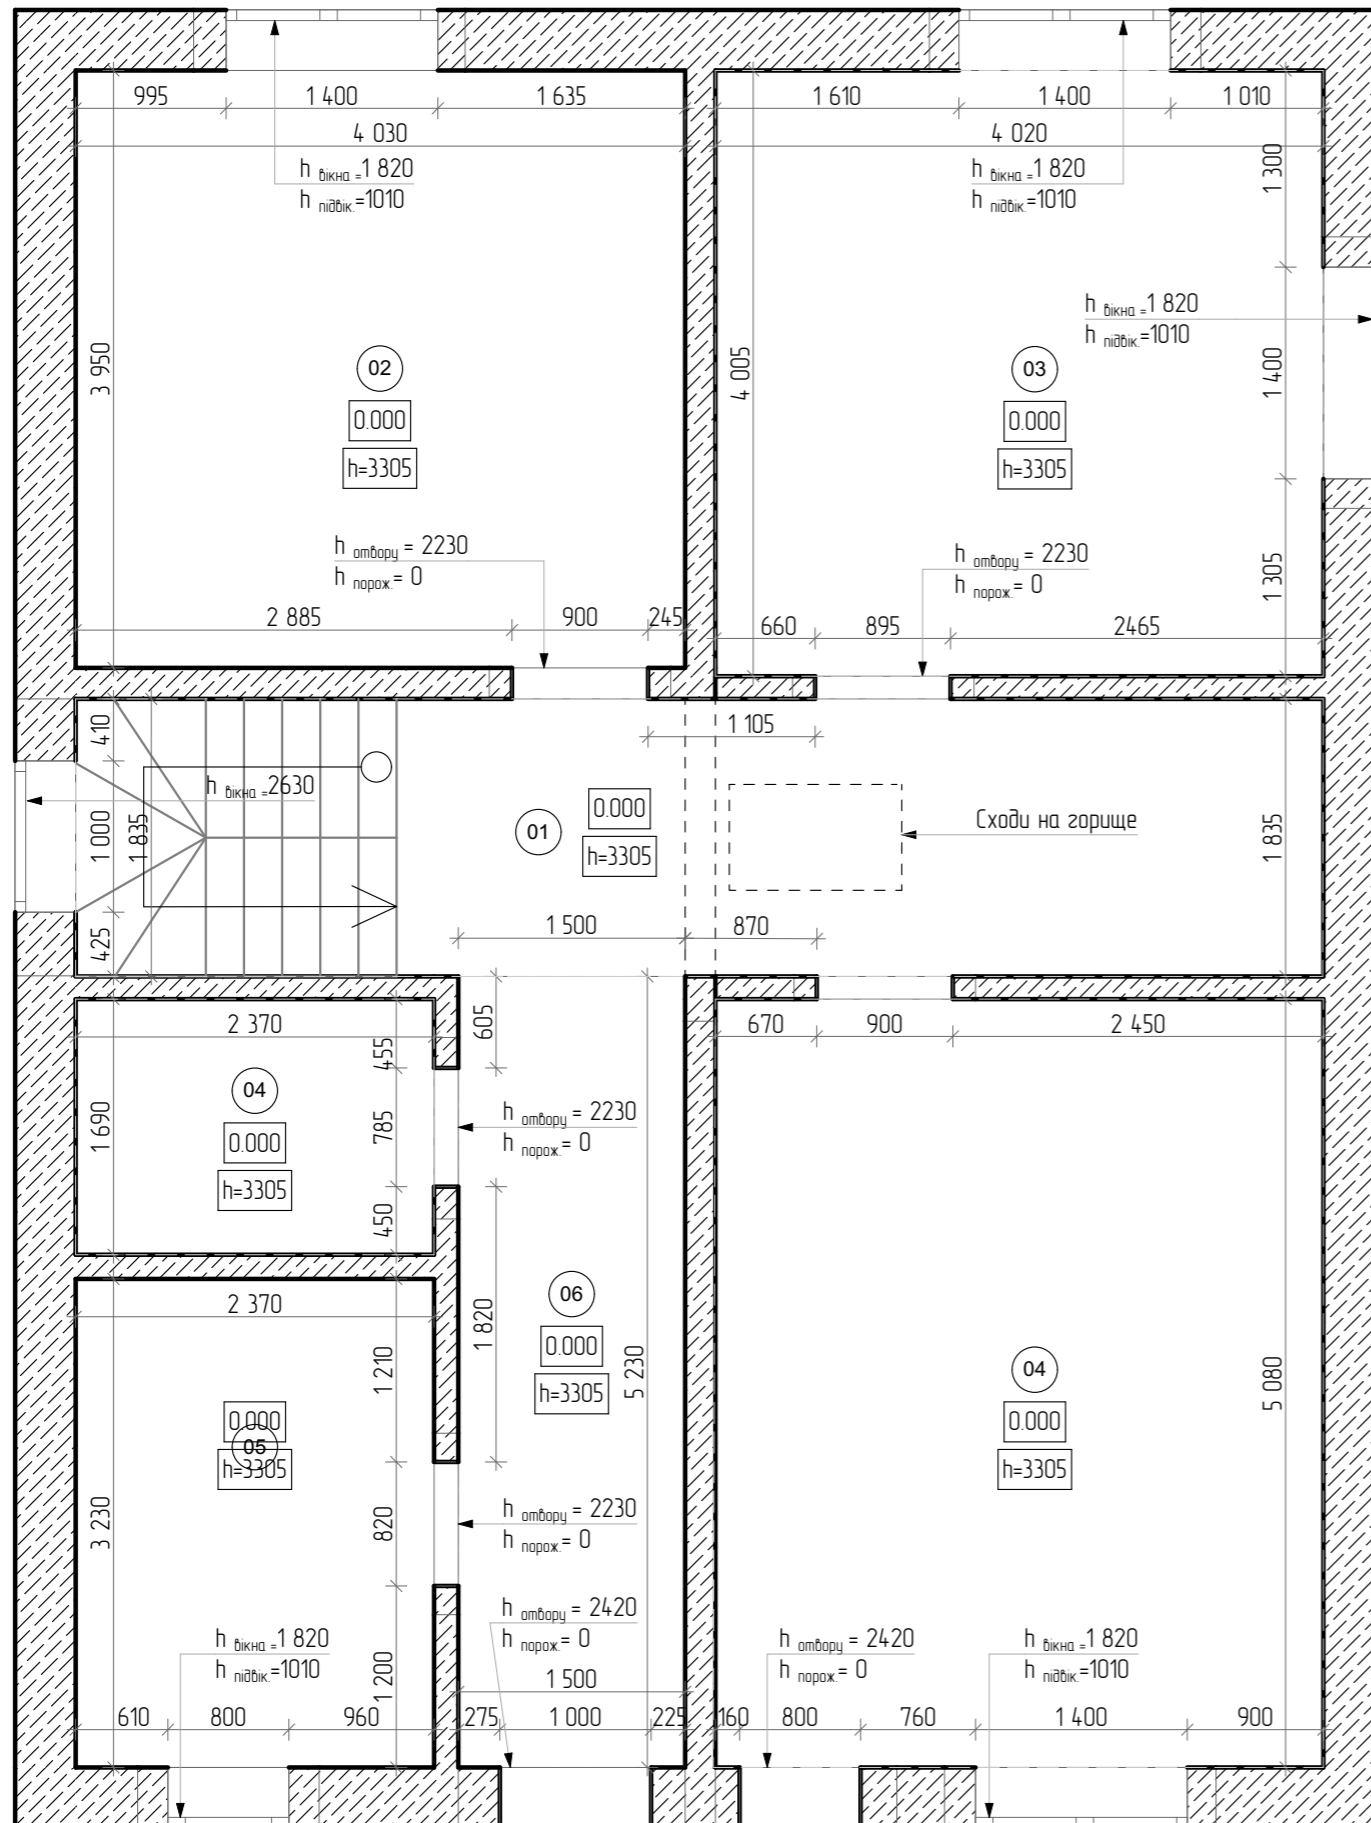 995 1 400 1 635 1 610 1 400 1 010
4 030 4 020
h вікна = 1 820
h підвік. =1010
h вікна = 1 820
h підвік. =1010
1 300
h вікна = 1 820
h підвік. =1010
3 950
02
0.000
h=3305
4 005
03
0.000
h=3305
1 400
h отвору = 2230
h порож. = 0
h отвору = 2230
h порож. = 0
1 305
2 885 900 245 660 895 2465
410
1 105
h вікна =2630
1 000
1 835
01
0.000
h=3305
Сходи на горище
1 835
425
1 500 870
2 370
455
605
670 900 2 450
1 690
04
0.000
h=3305
785
h отвору = 2230
h порож. = 0
450
2 370
1 210
1 820
06
0.000
h=3305
5 230
04
0.000
h=3305
5 080
0.000
05
h=3305
3 230
820
h отвору = 2230
h порож. = 0
h вікна = 1 820
h підвік. =1010
1 200
h отвору = 2420
h порож. = 0
h отвору = 2420
h порож. = 0
h вікна = 1 820
h підвік. =1010
1 500
610 800 960 275 1 000 225 160 800 760 1 400 900